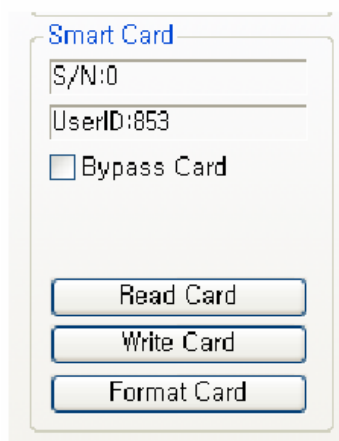 Smart Card
S/N:0
UserID:853
Bypass Card
Read Card
Write Card
Format Card